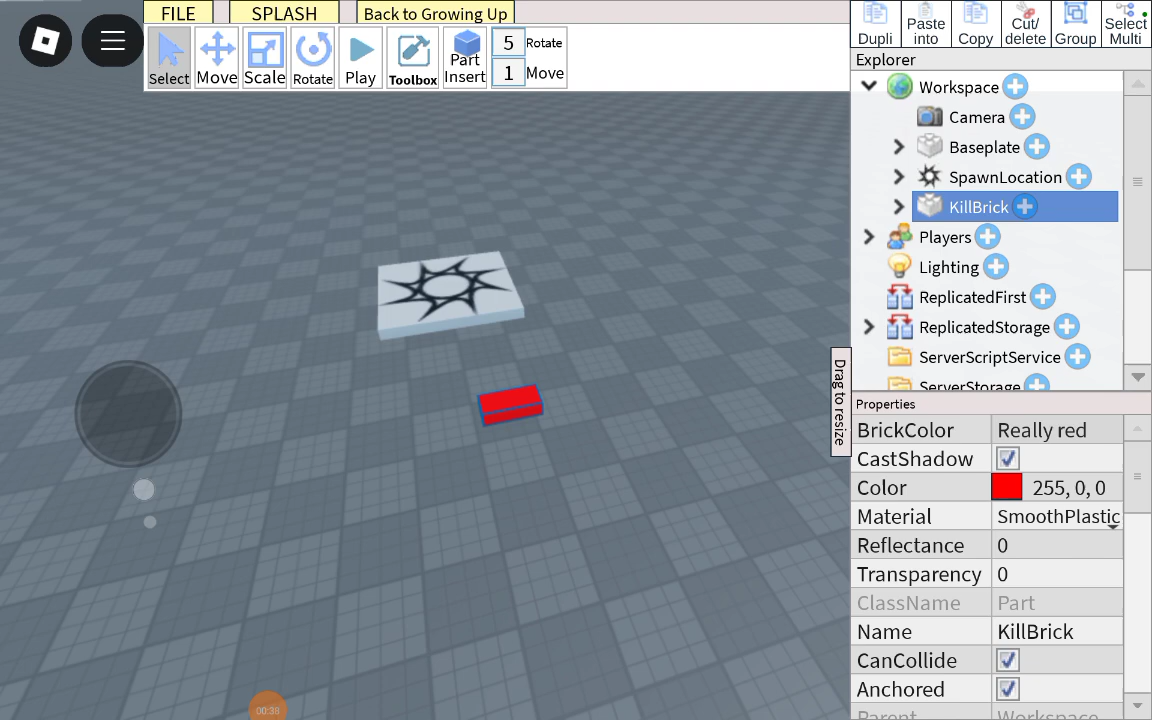 FILE
SPLASH
Back to Growing Up
Select
Move
Scale
Rotate
Play
Toolbox
Part
Insert
5 Rotate
1 Move
Dupli
Paste
into
Copy
Cut/
delete
Group
Select
Multi
Explorer
Workspace
Camera
Baseplate
SpawnLocation
KillBrick
Players
Lighting
ReplicatedFirst
ReplicatedStorage
ServerScriptService
ServerStorage
Drag to resize
Properties
BrickColor Really red
CastShadow
Color 255, 0, 0
Material SmoothPlastic
Reflectance 0
Transparency 0
ClassName Part
Name KillBrick
CanCollide
Anchored
Parent Workspace
00:38